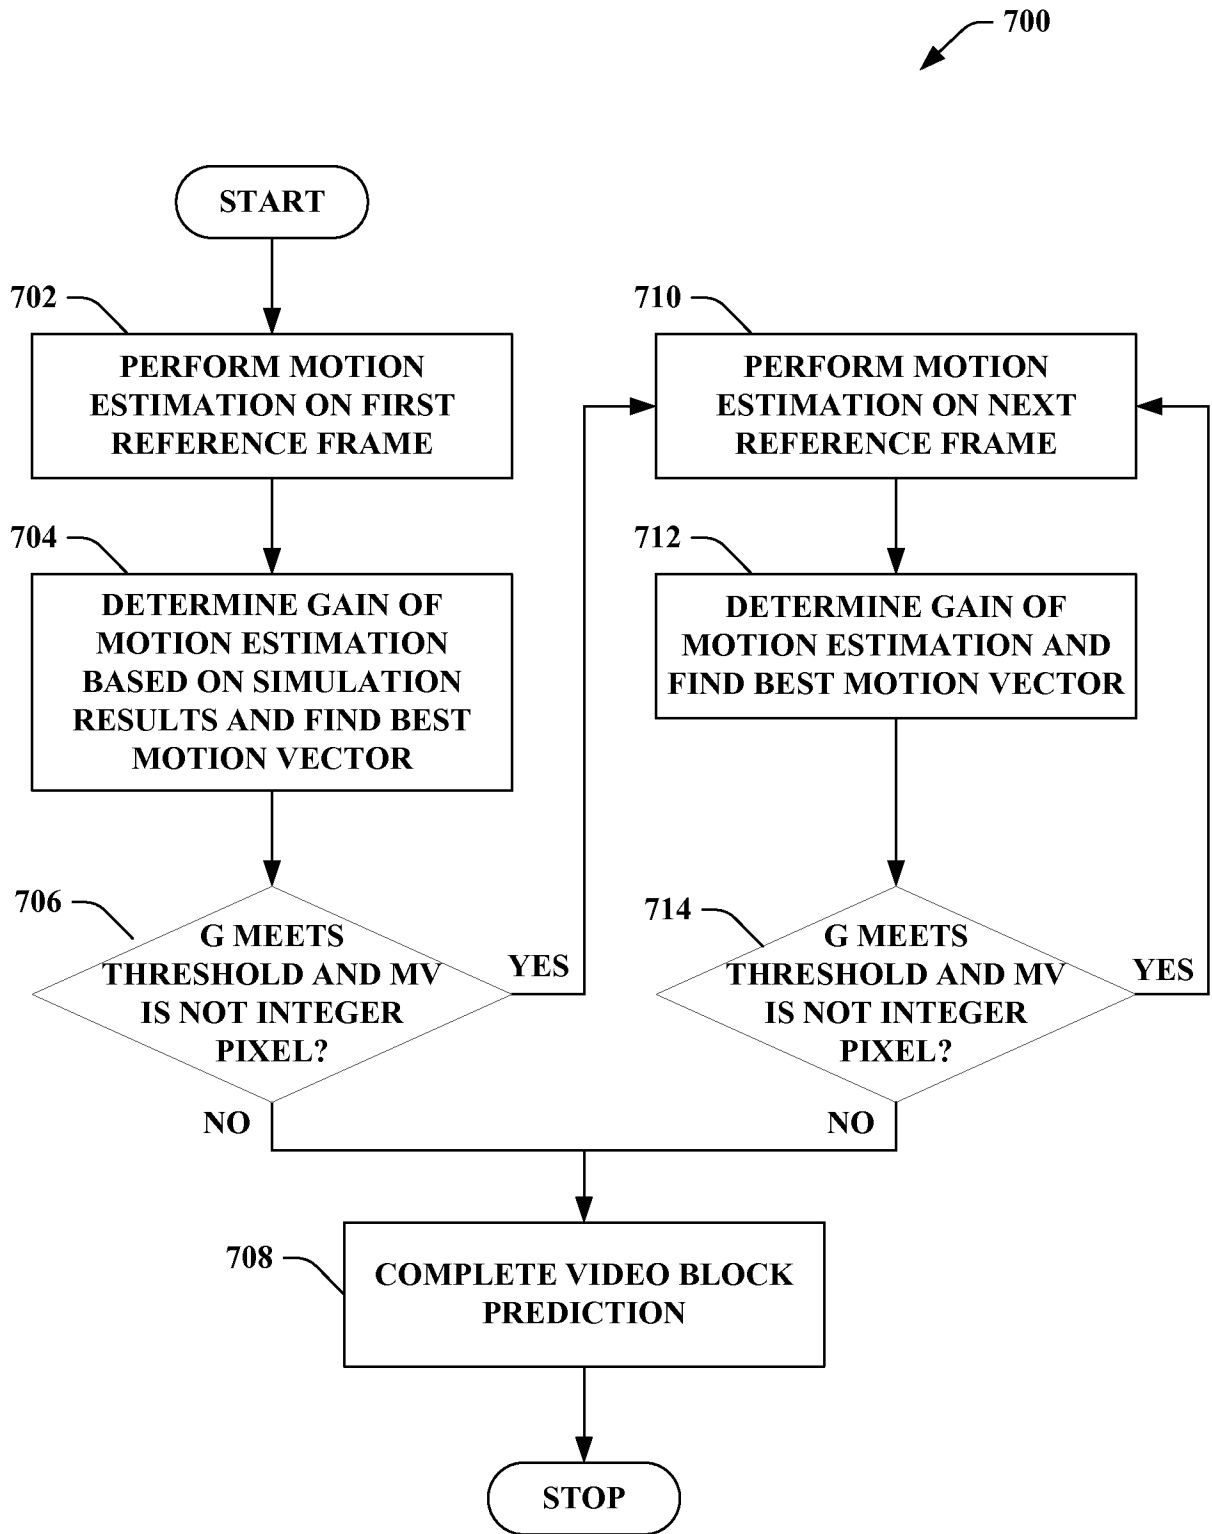 700
START
702
PERFORM MOTION
ESTIMATION ON FIRST
REFERENCE FRAME
704
DETERMINE GAIN OF
MOTION ESTIMATION
BASED ON SIMULATION
RESULTS AND FIND BEST
MOTION VECTOR
706
G MEETS
THRESHOLD AND MV
IS NOT INTEGER
PIXEL?
YES
NO
710
PERFORM MOTION
ESTIMATION ON NEXT
REFERENCE FRAME
712
DETERMINE GAIN OF
MOTION ESTIMATION AND
FIND BEST MOTION VECTOR
714
G MEETS
THRESHOLD AND MV
IS NOT INTEGER
PIXEL?
YES
NO
708
COMPLETE VIDEO BLOCK
PREDICTION
STOP